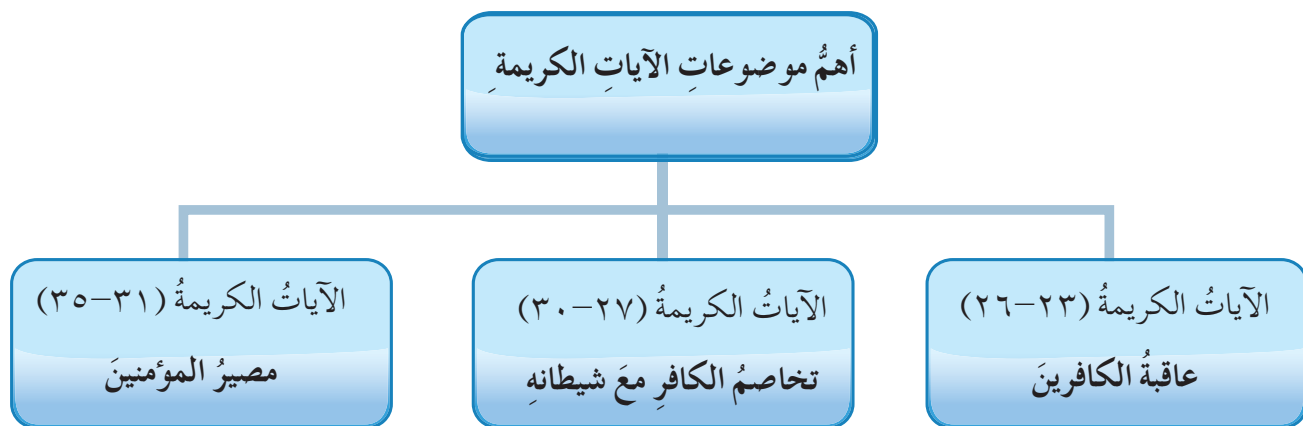 أهمُّ موضوعاتِ الآياتِ الكريمةِ
الآياتُ الكريمةُ (٢٣-٢٦)
عاقبةُ الكافرينَ
الآياتُ الكريمةُ (٢٧-٣٠)
تخاصمُ الكافرِ معَ شيطانهِ
الآياتُ الكريمةُ (٣١-٣٥)
مصيرُ المؤمنينَ